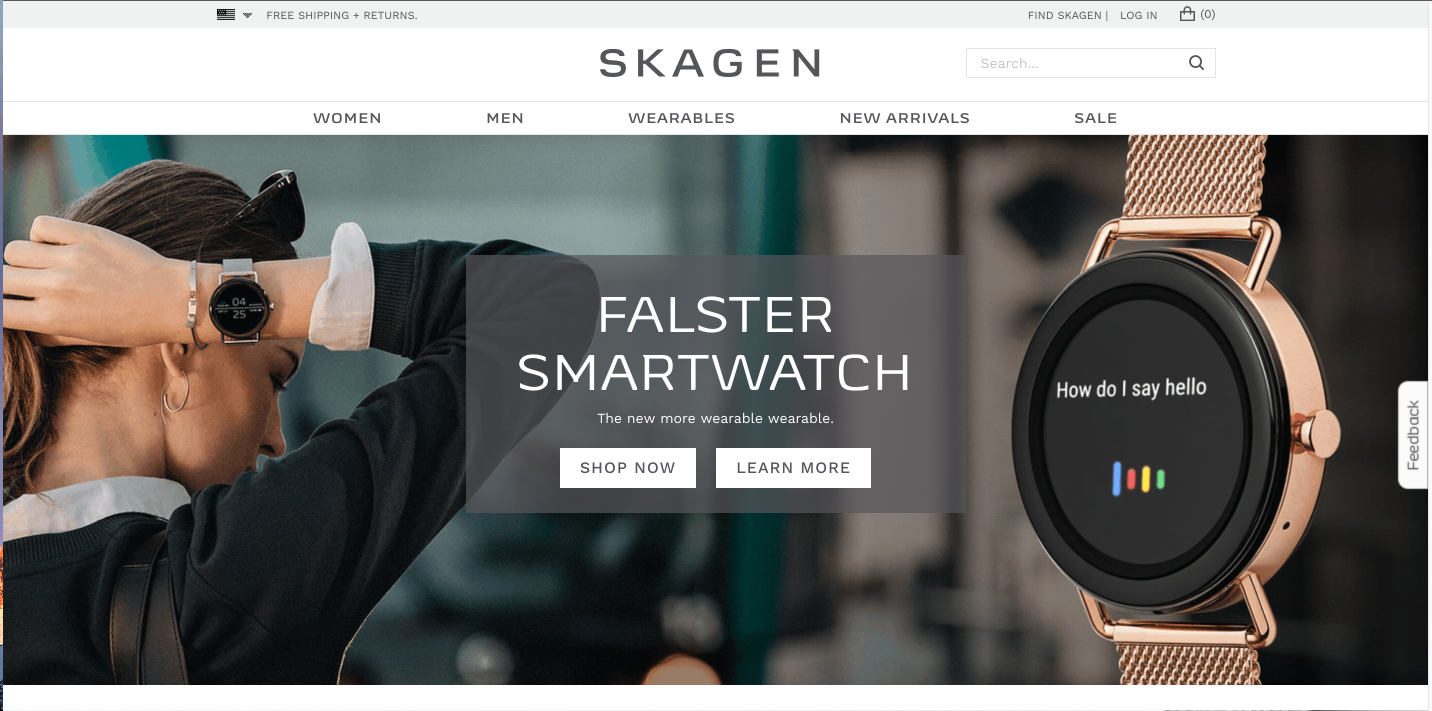 FREE SHIPPING + RETURNS.
FIND SKAGEN |
LOG IN
(0)
SKAGEN
Search...
WOMEN
MEN
WEARABLES
NEW ARRIVALS
SALE
04
25
FALSTER
SMARTWATCH
The new more wearable wearable.
SHOP NOW
LEARN MORE
How do I say hello
Feedback